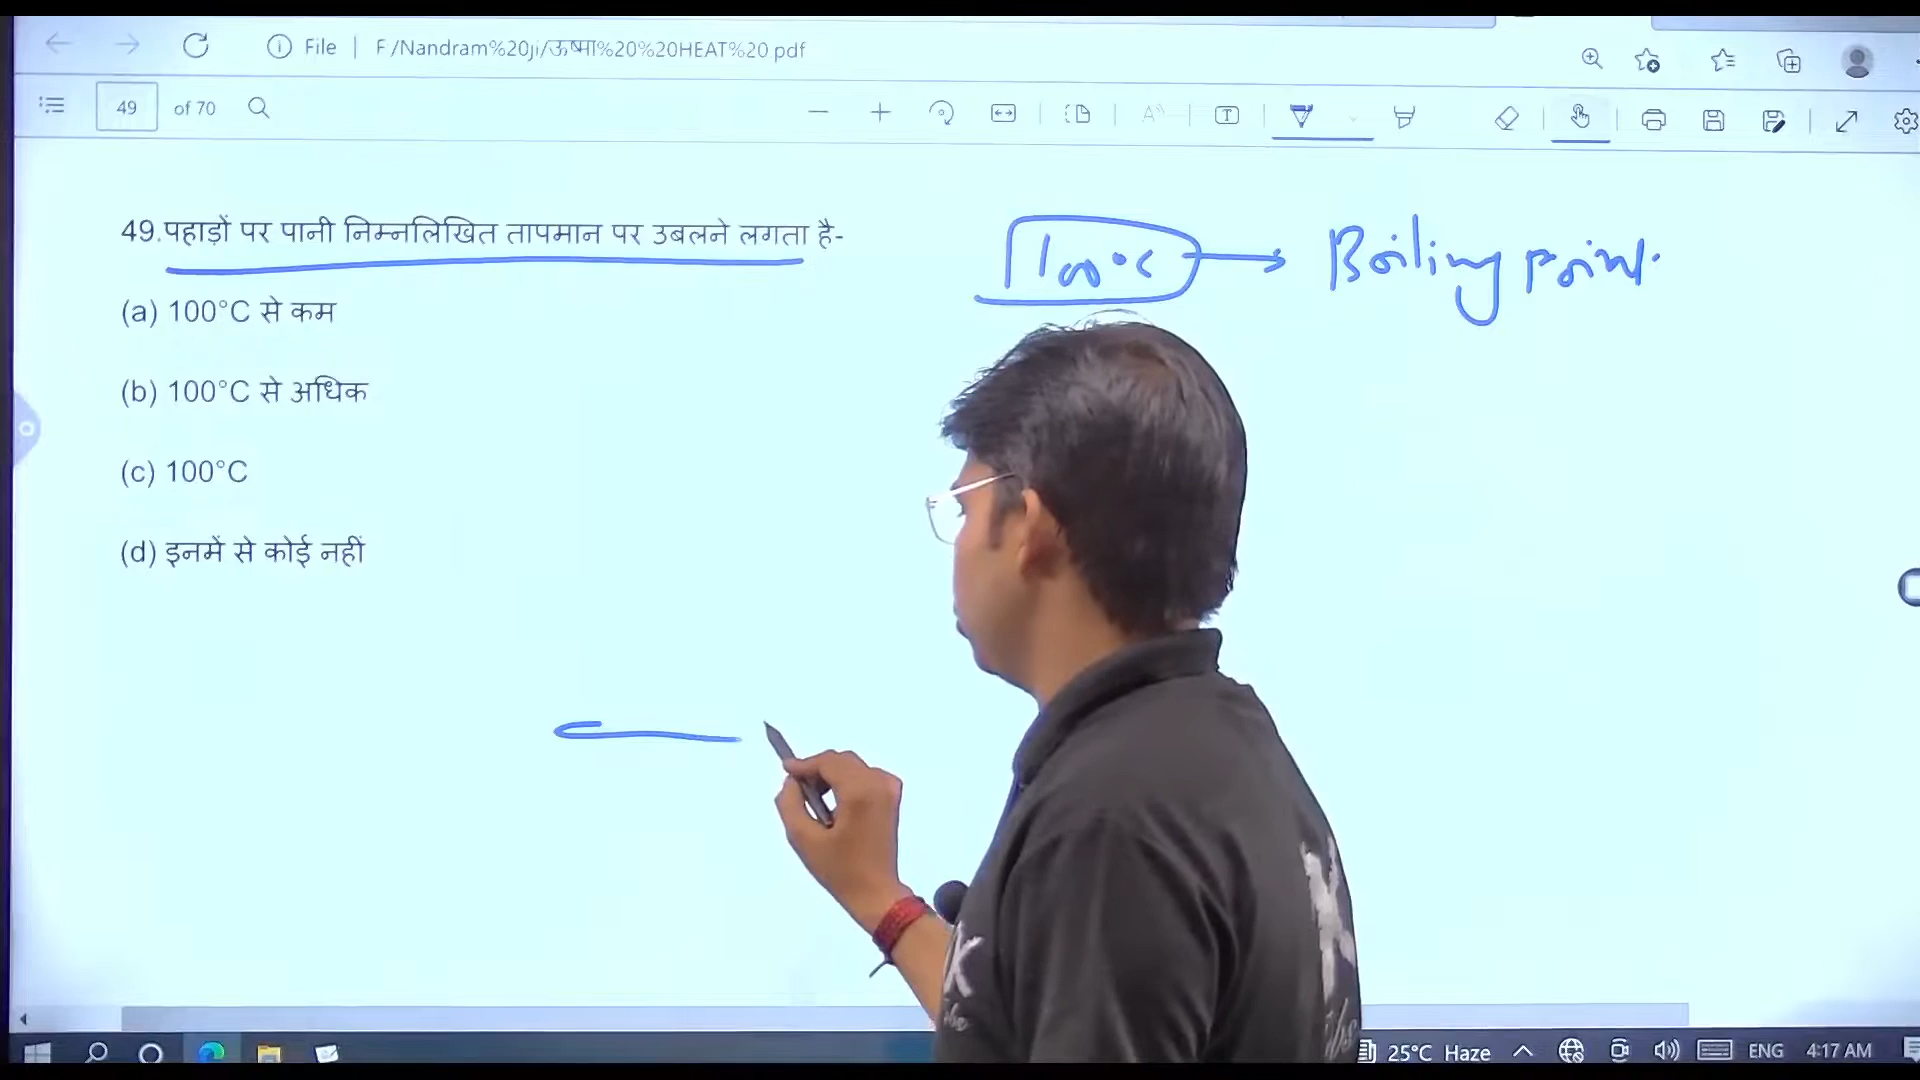 File | F:/Nandram%20ji/ऊष्मा%20%20HEAT%20.pdf
49 of 70
49.पहाड़ों पर पानी निम्नलिखित तापमान पर उबलने लगता है-
100°C → Boiling Point.
(a) 100°C से कम
(b) 100°C से अधिक
(c) 100°C
(d) इनमें से कोई नहीं
25°C Haze ENG 4:17 AM